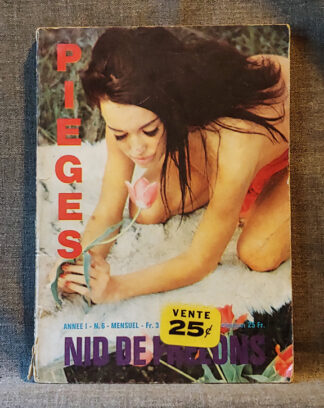 PIEGES
VENTE
25¢
ANNEE I - N. 6 - MENSUEL - Fr. 3
25 Fr.
NID DE